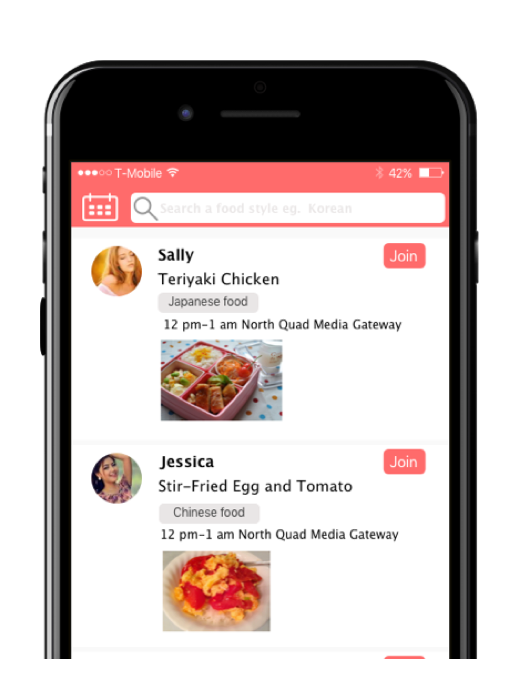 T-Mobile 42%
Search a food style eg. Korean
Sally Join
Teriyaki Chicken
Japanese food
12 pm-1 am North Quad Media Gateway
Jessica Join
Stir-Fried Egg and Tomato
Chinese food
12 pm-1 am North Quad Media Gateway